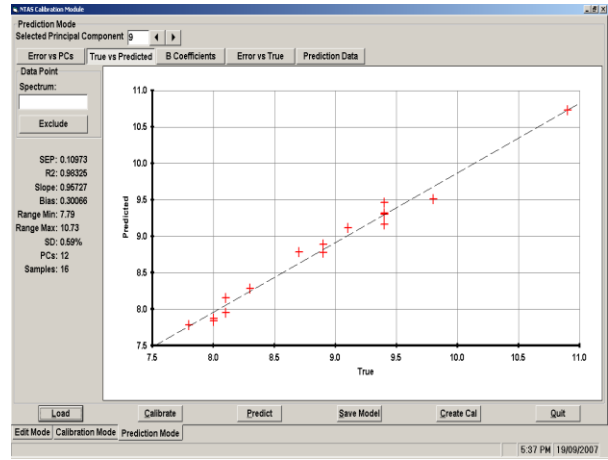 NTAS Calibration Module
Prediction Mode
Selected Principal Component 9
Error vs PCs True vs Predicted B Coefficients Error vs True Prediction Data
Data Point
Spectrum:
Exclude
SEP: 0.10973
R2: 0.98325
Slope: 0.95727
Bias: 0.30066
Range Min: 7.79
Range Max: 10.73
SD: 0.59%
PCs: 12
Samples: 16
11.0
10.5
10.0
9.5
9.0
8.5
8.0
7.5
Predicted
7.5 8.0 8.5 9.0 9.5 10.0 10.5 11.0
True
Load Calibrate Predict Save Model Create Cal Quit
Edit Mode Calibration Mode Prediction Mode
5:37 PM 19/09/2007